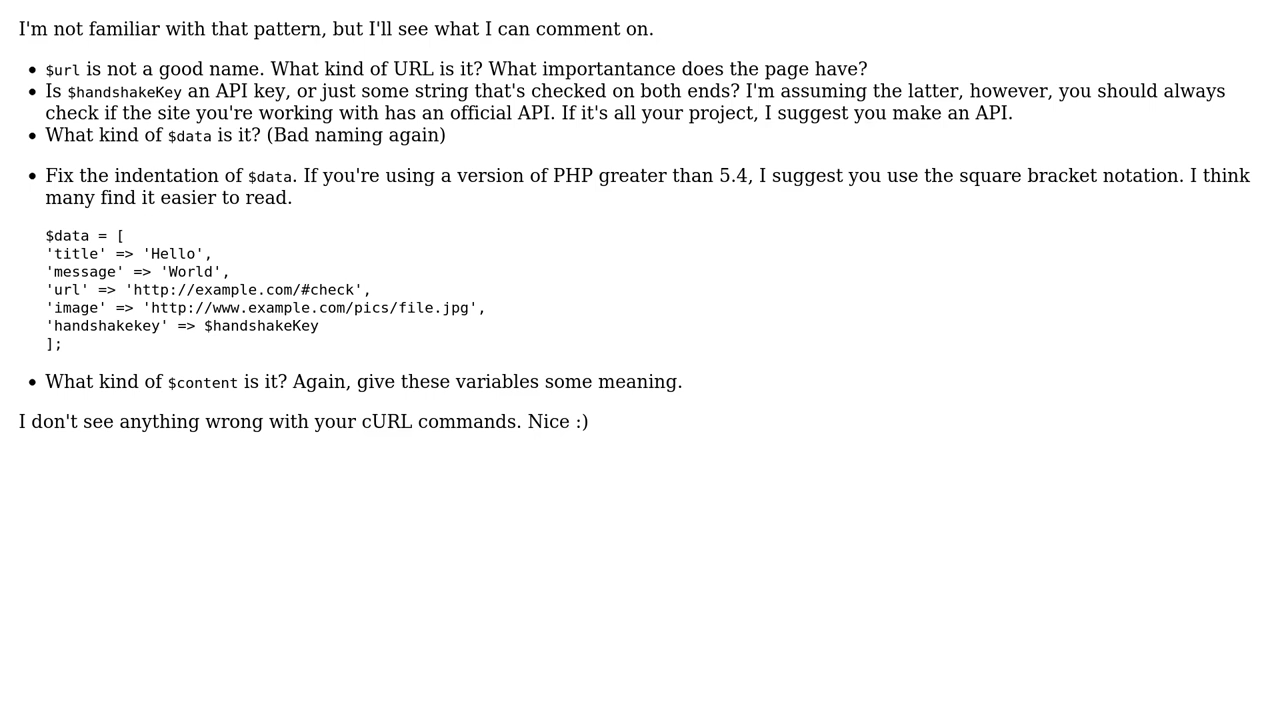 I'm not familiar with that pattern, but I'll see what I can comment on.
$url is not a good name. What kind of URL is it? What importantance does the page have?
Is $handshakeKey an API key, or just some string that's checked on both ends? I'm assuming the latter, however, you should always
check if the site you're working with has an official API. If it's all your project, I suggest you make an API.
What kind of $data is it? (Bad naming again)
Fix the indentation of $data. If you're using a version of PHP greater than 5.4, I suggest you use the square bracket notation. I think
many find it easier to read.
$data = [
'title' => 'Hello',
'message' => 'World',
'url' => 'http://example.com/#check',
'image' => 'http://www.example.com/pics/file.jpg',
'handshakekey' => $handshakeKey
];
What kind of $content is it? Again, give these variables some meaning.
I don't see anything wrong with your cURL commands. Nice :)